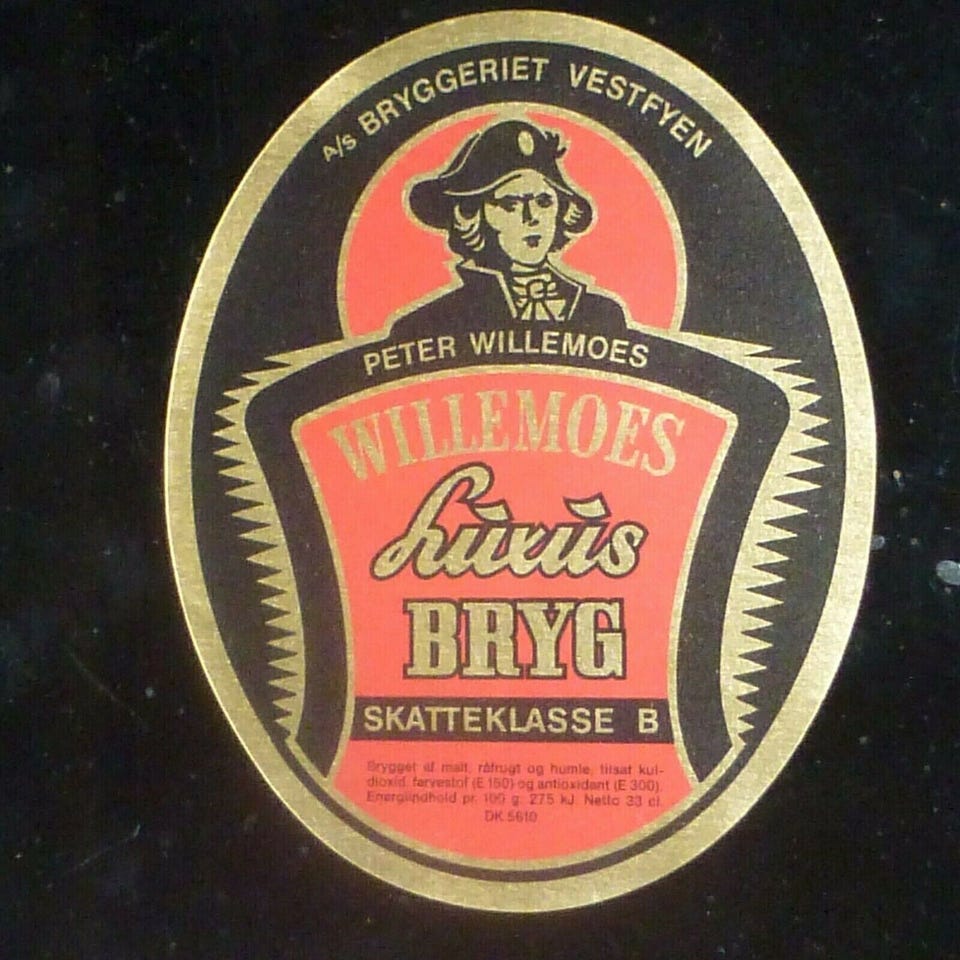 A/S BRYGGERIET VESTFYEN
PETER WILLEMOES
WILLEMOES
Luxus
BRYG
SKATTEKLASSE B
Brygget af malt, råfrugt og humle, tilsat kul-
dioxid, farvestof (E 150) og antioxidant (E 300).
Energiindhold pr. 100 g: 275 kJ. Netto 33 cl.
DK 5610